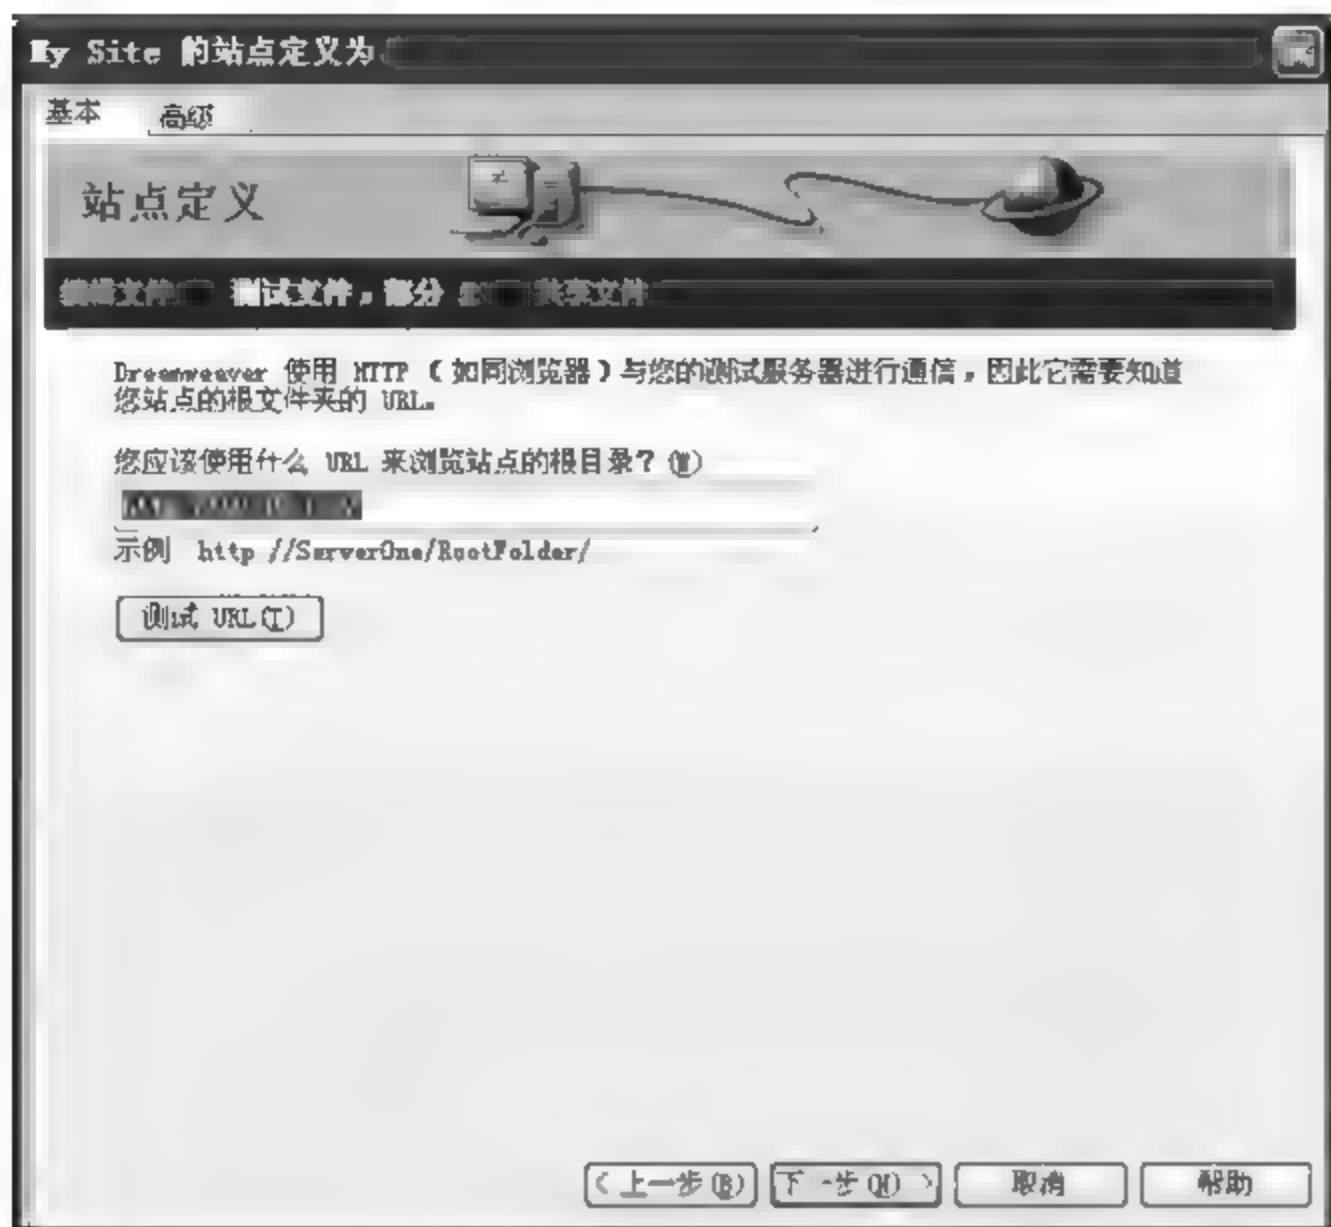 My Site 的站点定义为
基本 高级
站点定义
编辑文件 测试文件，部分 共享文件
Dreamweaver 使用 HTTP（如同浏览器）与您的测试服务器进行通信，因此它需要知道
您站点的根文件夹的 URL。
您应该使用什么 URL 来浏览站点的根目录？(W)
示例 http //ServerOne/RootFolder/
测试 URL(T)
< 上一步(B) 下一步(N) > 取消 帮助